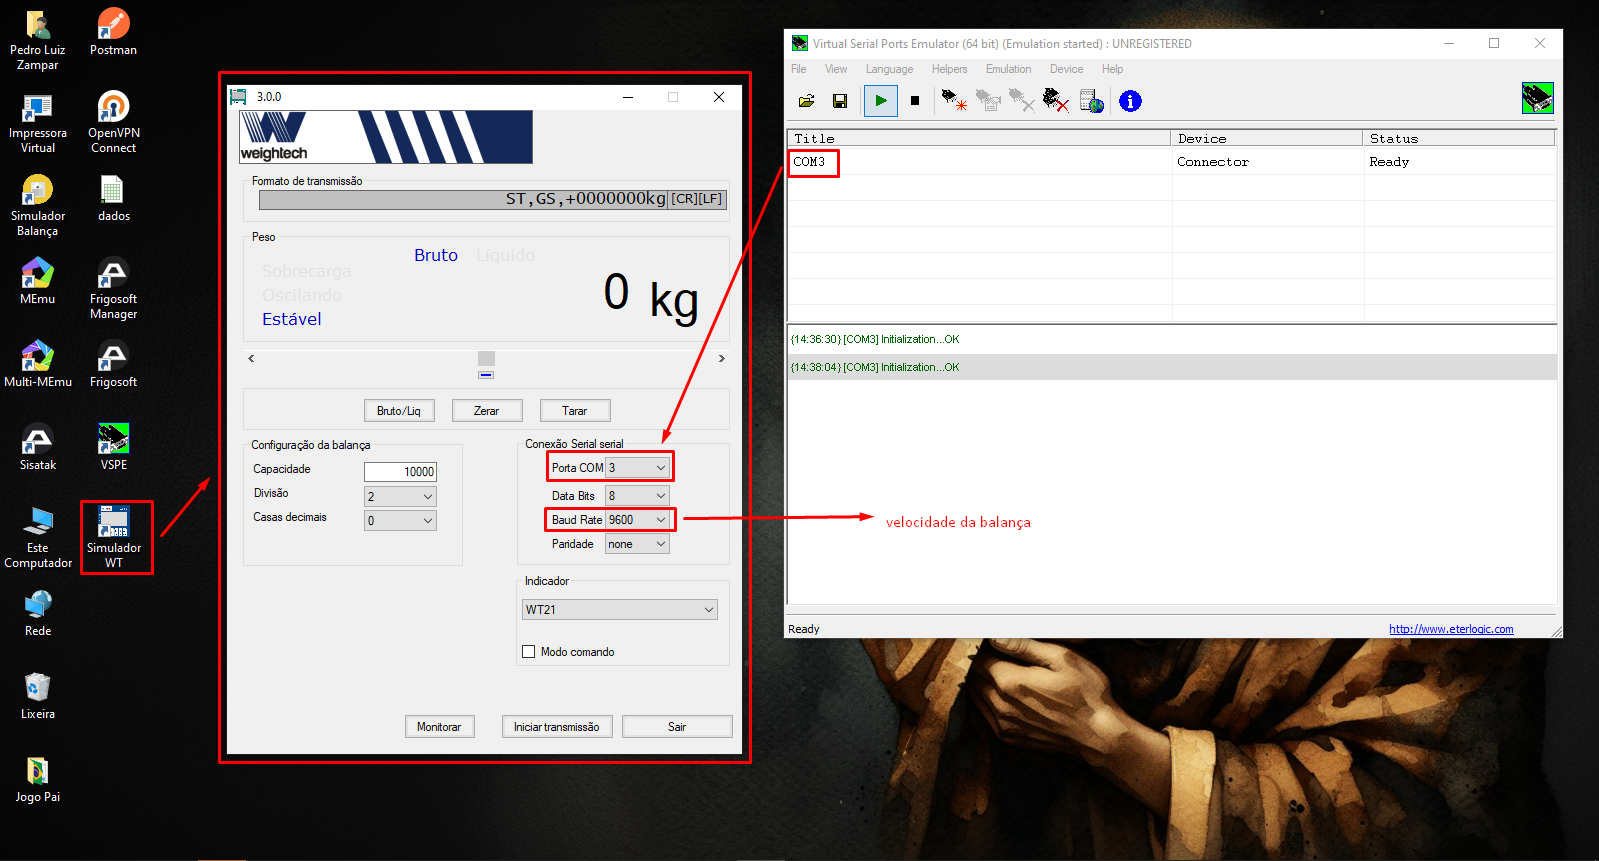 Pedro Luiz
Zampar
Postman
Impressora
Virtual
OpenVPN
Connect
Simulador
Balança
dados
MEmu
Frigosoft
Manager
Multi-MEmu
Frigosoft
Sisatak
VSPE
Este
Computador
Simulador
WT
Rede
Lixeira
Jogo Pai
3.0.0
weightech
Formato de transmissão
ST,GS,+0000000kg [CR][LF]
Peso
Bruto Líquido
Sobrecarga
Oscilando
Estável
0 kg
Bruto/Liq Zerar Tarar
Configuração da balança
Capacidade 10000
Divisão 2
Casas decimais 0
Conexão Serial serial
Porta COM 3
Data Bits 8
Baud Rate 9600
Paridade none
Indicador
WT21
Modo comando
Monitorar Iniciar transmissão Sair
Virtual Serial Ports Emulator (64 bit) (Emulation started) : UNREGISTERED
File View Language Helpers Emulation Device Help
Title Device Status
COM3 Connector Ready
{14:36:30} [COM3] Initialization...OK
{14:38:04} [COM3] Initialization...OK
velocidade da balança
Ready http://www.eterlogic.com